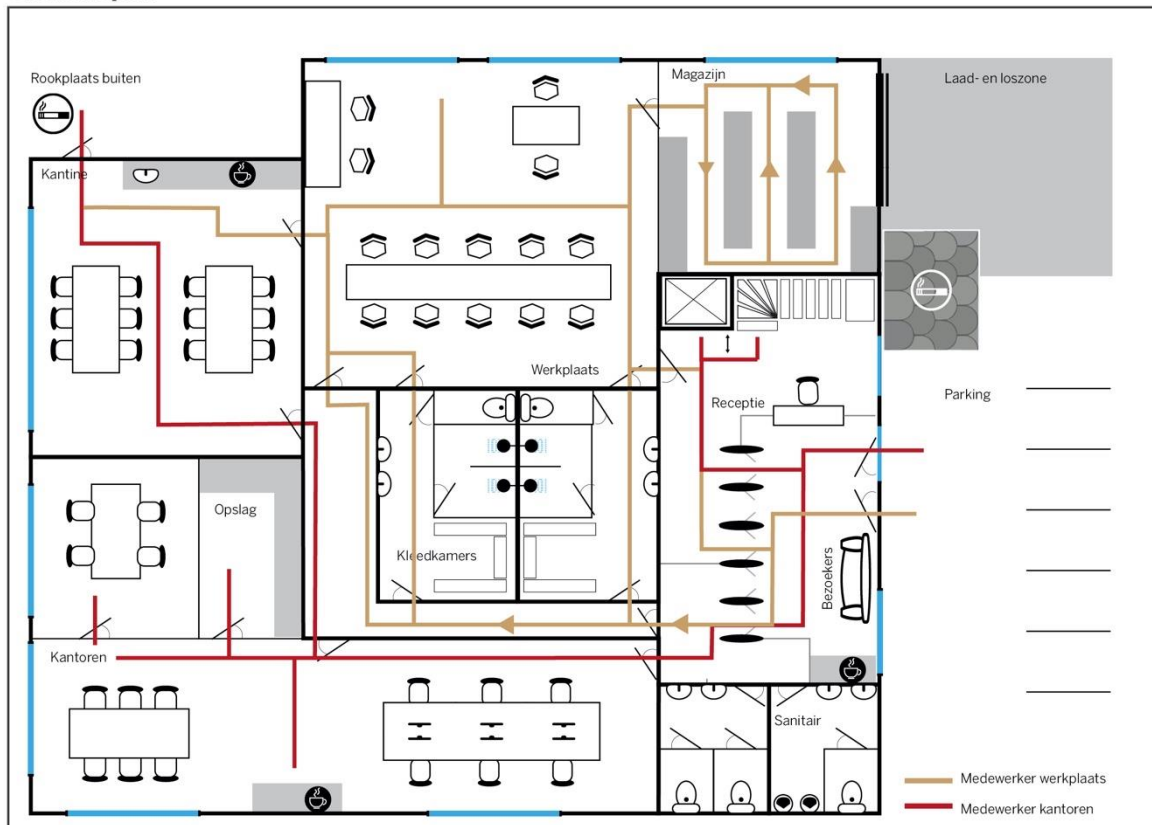 Rookplaats buiten
Magazijn
Laad- en loszone
Kantine
Werkplaats
Receptie
Parking
Opslag
Kleedkamers
Bezoekers
Kantoren
Sanitair
Medewerker werkplaats
Medewerker kantoren